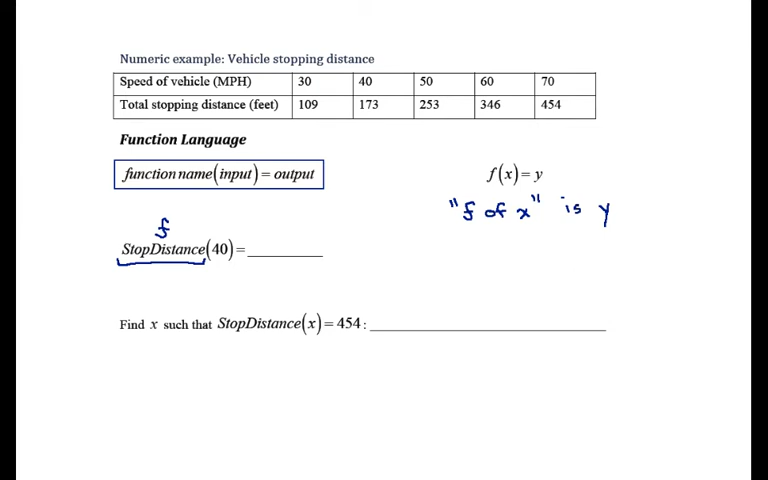 Numeric example: Vehicle stopping distance
Speed of vehicle (MPH) 30 40 50 60 70
Total stopping distance (feet) 109 173 253 346 454
Function Language
function name(input) = output f(x) = y
"f of x" is y
f
StopDistance(40) = ________
Find x such that StopDistance(x) = 454: ________________________